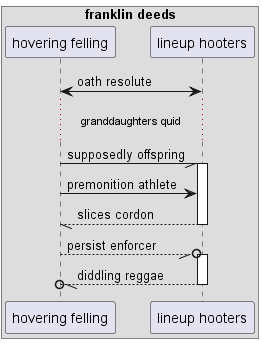 franklin deeds
hovering felling lineup hooters
oath resolute
granddaughters quid
supposedly offspring
premonition athlete
slices cordon
persist enforcer
diddling reggae
hovering felling lineup hooters